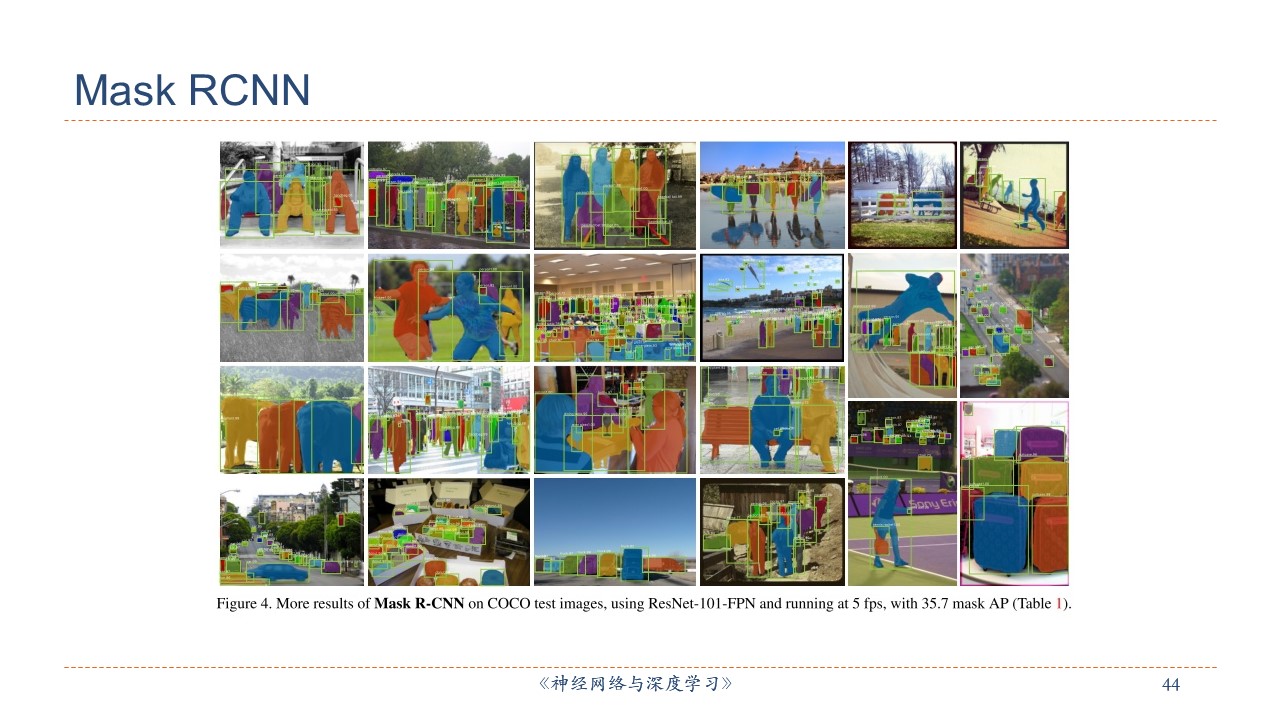 Mask RCNN
Sony Eri
Figure 4. More results of Mask R-CNN on COCO test images, using ResNet-101-FPN and running at 5 fps, with 35.7 mask AP (Table 1).
《神经网络与深度学习》
44